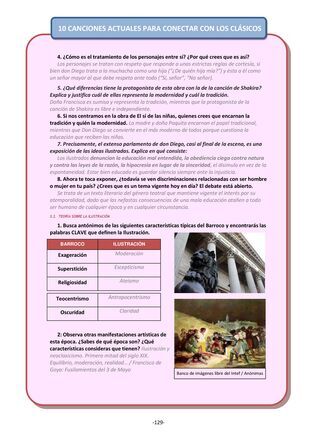 10 CANCIONES ACTUALES PARA CONECTAR CON LOS CLÁSICOS
4. ¿Cómo es el tratamiento de los personajes entre sí? ¿Por qué crees que es así?
Los personajes se tratan con respeto que responde a unas estrictas reglas de cortesía, si
bien don Diego trata a la muchacha como una hija ("¿De quién hija mía?") y ésta a él como
un señor mayor al que debe respeto ante todo ("Sí, señor", "No señor).
5. ¿Qué diferencias tiene la protagonista de esta obra con la de la canción de Shakira?
Explica y justifica cuál de ellas representa la modernidad y cuál la tradición.
Doña Francisca es sumisa y representa la tradición, mientras que la protagonista de la
canción de Shakira es libre e independiente.
6. Si nos centramos en la obra de El sí de las niñas, quienes crees que encarnan la
modernidad y quién la modernidad. La madre y doña Paquita encarnan el papel tradicional,
mientras que Don Diego se convierte en el más moderno de todos porque cuestiona la
educación que reciben las niñas.
7. Precisamente, el extenso parlamento de don Diego, casi al final de la escena, es una
exposición de las ideas ilustradas. Explica en qué consiste:
Los ilustrados denuncian la educación mal entendida, la obediencia ciega contra natura
y contra las leyes de la razón, la hipocresía en lugar de la sinceridad, el disimulo en vez de la
espontaneidad. Estar bien educada es guardar silencio siempre ante la injusticia.
8. Ahora te toca exponer, ¿todavía se ven discriminaciones relacionadas con ser hombre
o mujer en tu país? ¿Crees que es un tema vigente hoy en día? El debate está abierto.
Se trata de un texto literario del género teatral que mantiene vigente el interés por su
atemporalidad, dado que las nefastas consecuencias de una mala educación atañen a todo
ser humano de cualquier época y en cualquier circunstancia.
TEORÍA SOBRE LA ILUSTRACIÓN
1. Busca antónimos de las siguientes características típicas del Barroco y encontrarás las
palabras CLAVE que definen la Ilustración.
BARROCO ILUSTRACIÓN
Exageración Moderación
Superstición Escepticismo
Religiosidad Ateísmo
Teocentrismo Antropocentrismo
Oscuridad Claridad
2: Observa otras manifestaciones artísticas de
esta época. ¿Sabes de qué época son? ¿Qué
características consideras que tienen? Ilustración y
neoclasicismo. Primera mitad del siglo XIX.
Equilibrio, moderación, realidad… / Francisco de
Goya: Fusilamientos del 3 de Mayo
Banco de imágenes libre del Intef / Anónimas
-129-